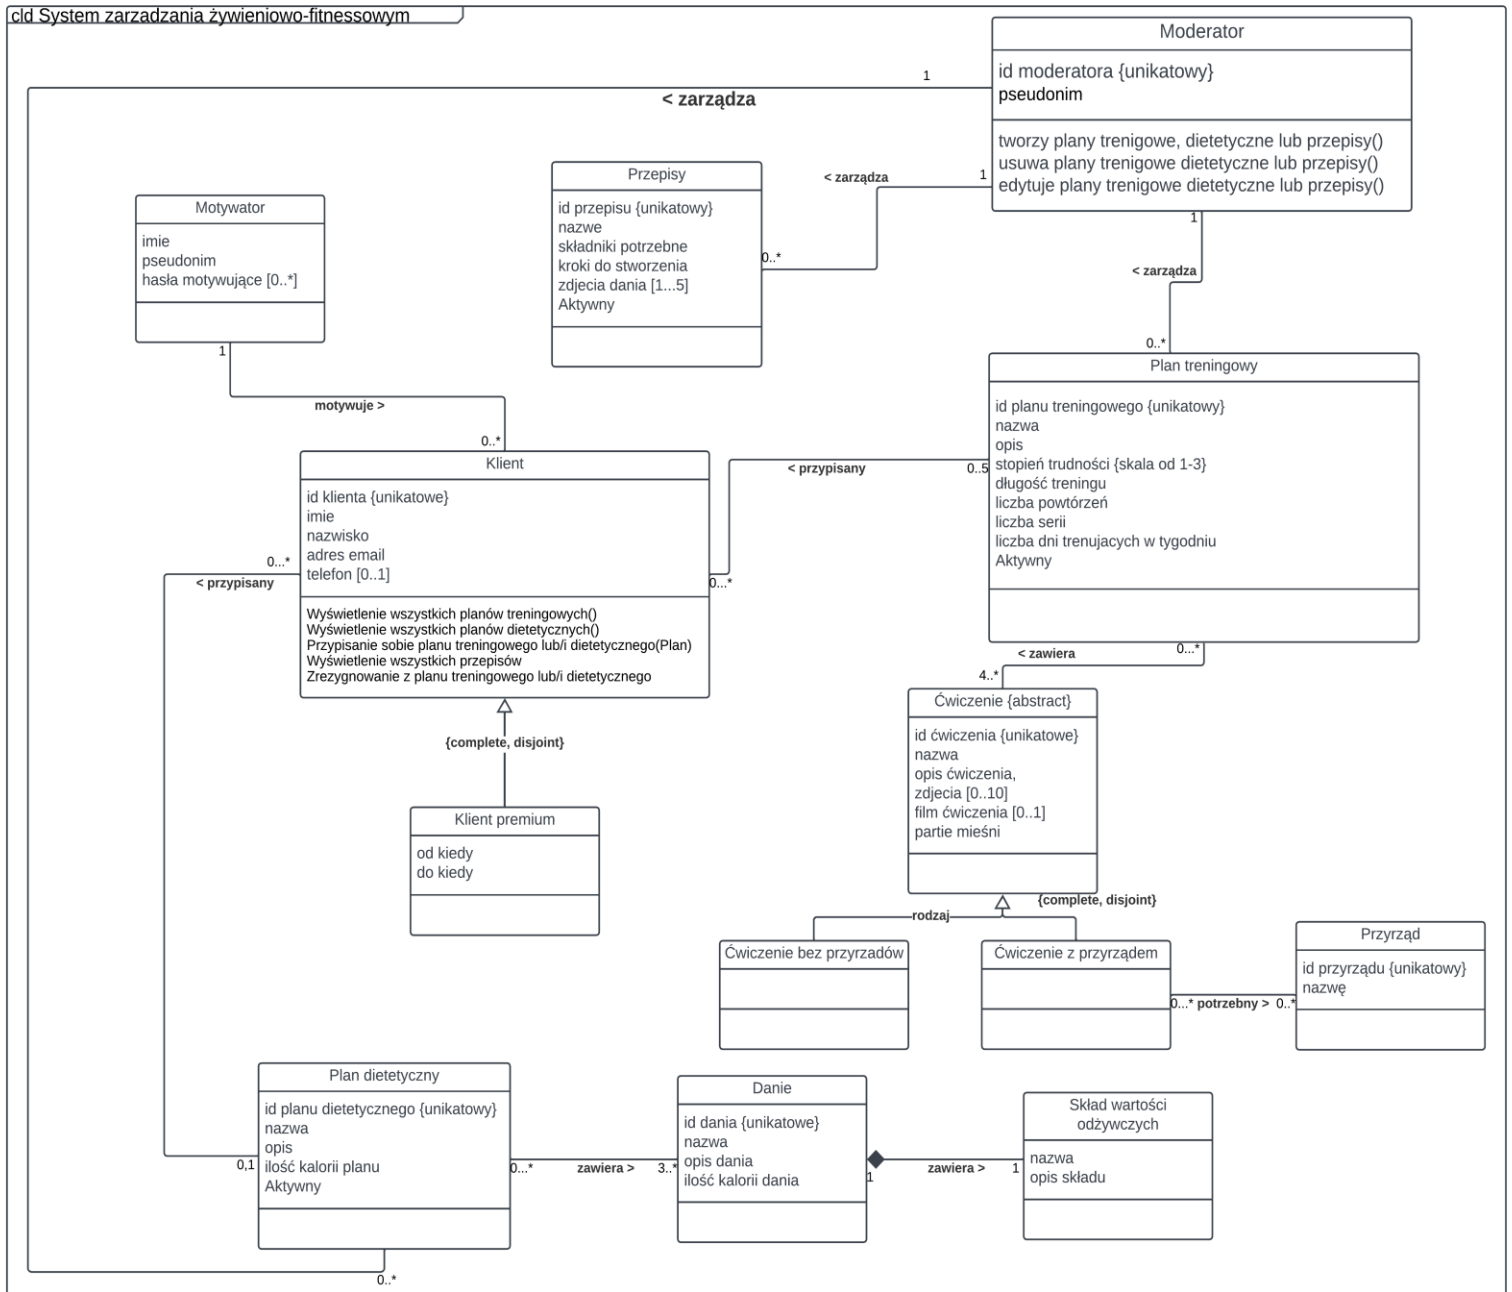 cld System zarzadzania żywieniowo-fitnessowym
Moderator
id moderatora {unikatowy}
pseudonim
tworzy plany trenigowe, dietetyczne lub przepisy()
usuwa plany trenigowe dietetyczne lub przepisy()
edytuje plany trenigowe dietetyczne lub przepisy()
1
< zarządza
1
< zarządza
0..*
1
< zarządza
0..*
Przepisy
id przepisu {unikatowy}
nazwe
składniki potrzebne
kroki do stworzenia
zdjecia dania [1...5]
Aktywny
Motywator
imie
pseudonim
hasła motywujące [0..*]
1
motywuje >
0..*
Plan treningowy
id planu treningowego {unikatowy}
nazwa
opis
stopień trudności {skala od 1-3}
długość treningu
liczba powtórzeń
liczba serii
liczba dni trenujacych w tygodniu
Aktywny
< przypisany
0..5
0...*
Klient
id klienta {unikatowe}
imie
nazwisko
adres email
telefon [0..1]
Wyświetlenie wszystkich planów treningowych()
Wyświetlenie wszystkich planów dietetycznych()
Przypisanie sobie planu treningowego lub/i dietetycznego(Plan)
Wyświetlenie wszystkich przepisów
Zrezygnowanie z planu treningowego lub/i dietetycznego
0...*
< przypisany
{complete, disjoint}
Klient premium
od kiedy
do kiedy
< zawiera
0...*
4..*
Ćwiczenie {abstract}
id ćwiczenia {unikatowe}
nazwa
opis ćwiczenia,
zdjecia [0..10]
film ćwiczenia [0..1]
partie mieśni
{complete, disjoint}
rodzaj
Ćwiczenie bez przyrzadów
Ćwiczenie z przyrządem
0...* potrzebny > 0..*
Przyrząd
id przyrządu {unikatowy}
nazwę
Plan dietetyczny
id planu dietetycznego {unikatowy}
nazwa
opis
ilość kalorii planu
Aktywny
0,1
0..*
0...*
zawiera >
3..*
Danie
id dania {unikatowe}
nazwa
opis dania
ilość kalorii dania
1
zawiera >
1
Skład wartości
odżywczych
nazwa
opis składu